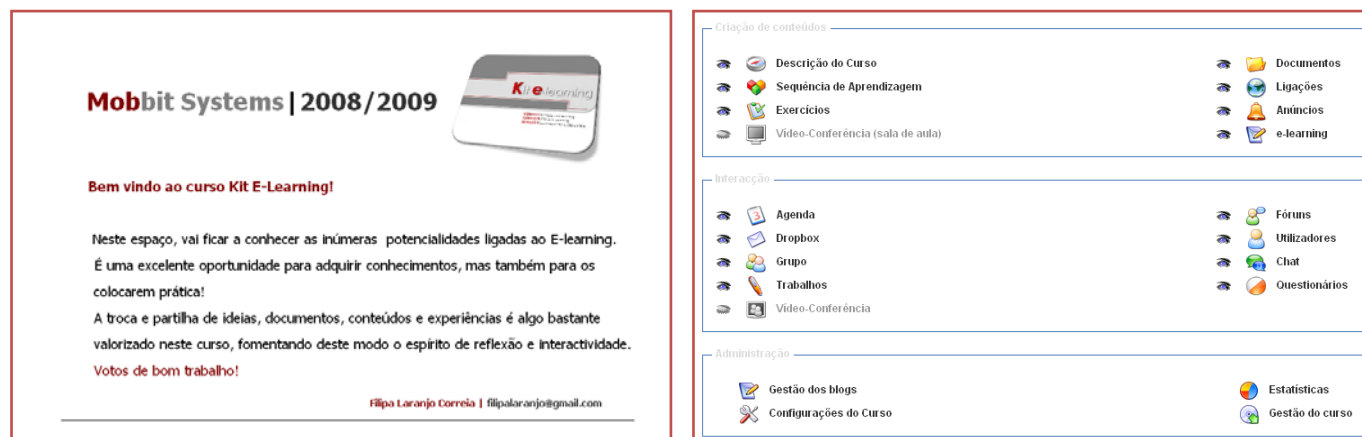 Mobbit Systems|2008/2009
Kit e-learning
Bem vindo ao curso Kit E-Learning!
Neste espaço, vai ficar a conhecer as inúmeras potencialidades ligadas ao E-learning.
É uma excelente oportunidade para adquirir conhecimentos, mas também para os
colocarem prática!
A troca e partilha de ideias, documentos, conteúdos e experiências é algo bastante
valorizado neste curso, fomentando deste modo o espírito de reflexão e interactividade.
Votos de bom trabalho!
Filipa Laranjo Correia | filipalaranjo@gmail.com
Criação de conteúdos
Descrição do Curso
Documentos
Sequência de Aprendizagem
Ligações
Exercícios
Anúncios
Vídeo-Conferência (sala de aula)
e-learning
Interacção
Agenda
Fóruns
Dropbox
Utilizadores
Grupo
Chat
Trabalhos
Questionários
Vídeo-Conferência
Administração
Gestão dos blogs
Estatísticas
Configurações do Curso
Gestão do curso